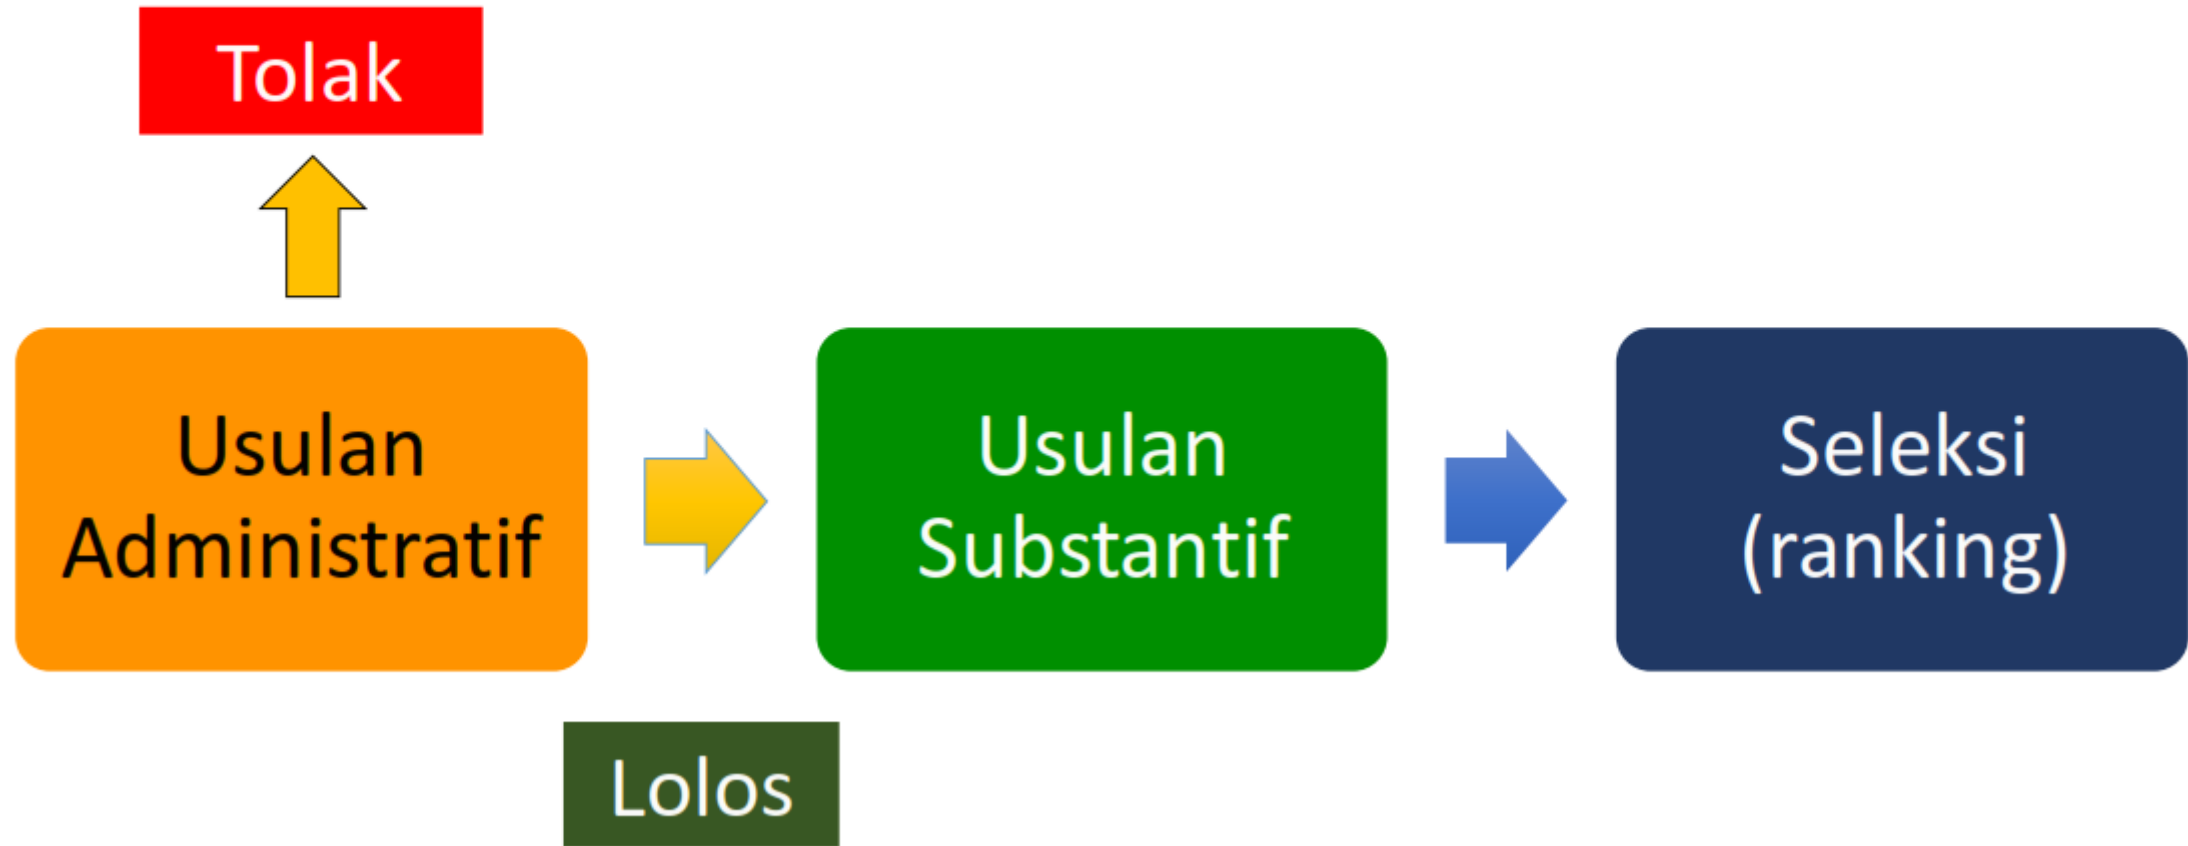 Tolak
Usulan
Administratif
Usulan
Substantif
Seleksi
(ranking)
Lolos